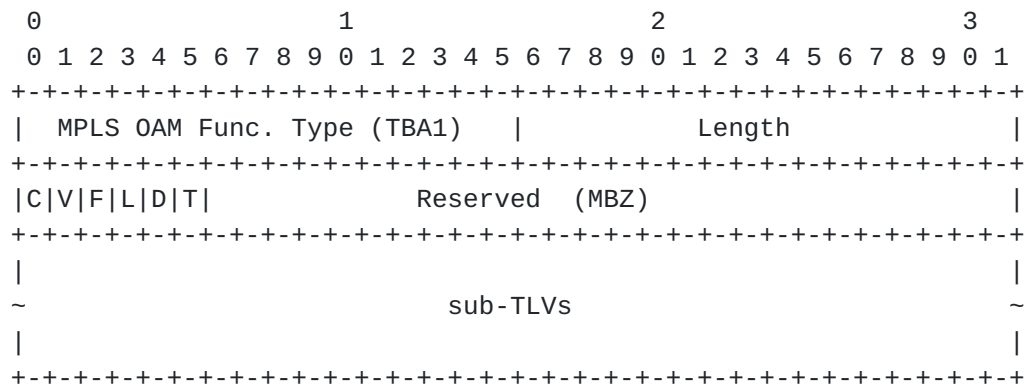 0                   1                   2                   3
 0 1 2 3 4 5 6 7 8 9 0 1 2 3 4 5 6 7 8 9 0 1 2 3 4 5 6 7 8 9 0 1
+-+-+-+-+-+-+-+-+-+-+-+-+-+-+-+-+-+-+-+-+-+-+-+-+-+-+-+-+-+-+-+-+
|  MPLS OAM Func. Type (TBA1)   |           Length              |
+-+-+-+-+-+-+-+-+-+-+-+-+-+-+-+-+-+-+-+-+-+-+-+-+-+-+-+-+-+-+-+-+
|C|V|F|L|D|T|             Reserved  (MBZ)                       |
+-+-+-+-+-+-+-+-+-+-+-+-+-+-+-+-+-+-+-+-+-+-+-+-+-+-+-+-+-+-+-+-+
|                                                               |
~                           sub-TLVs                            ~
|                                                               |
+-+-+-+-+-+-+-+-+-+-+-+-+-+-+-+-+-+-+-+-+-+-+-+-+-+-+-+-+-+-+-+-+